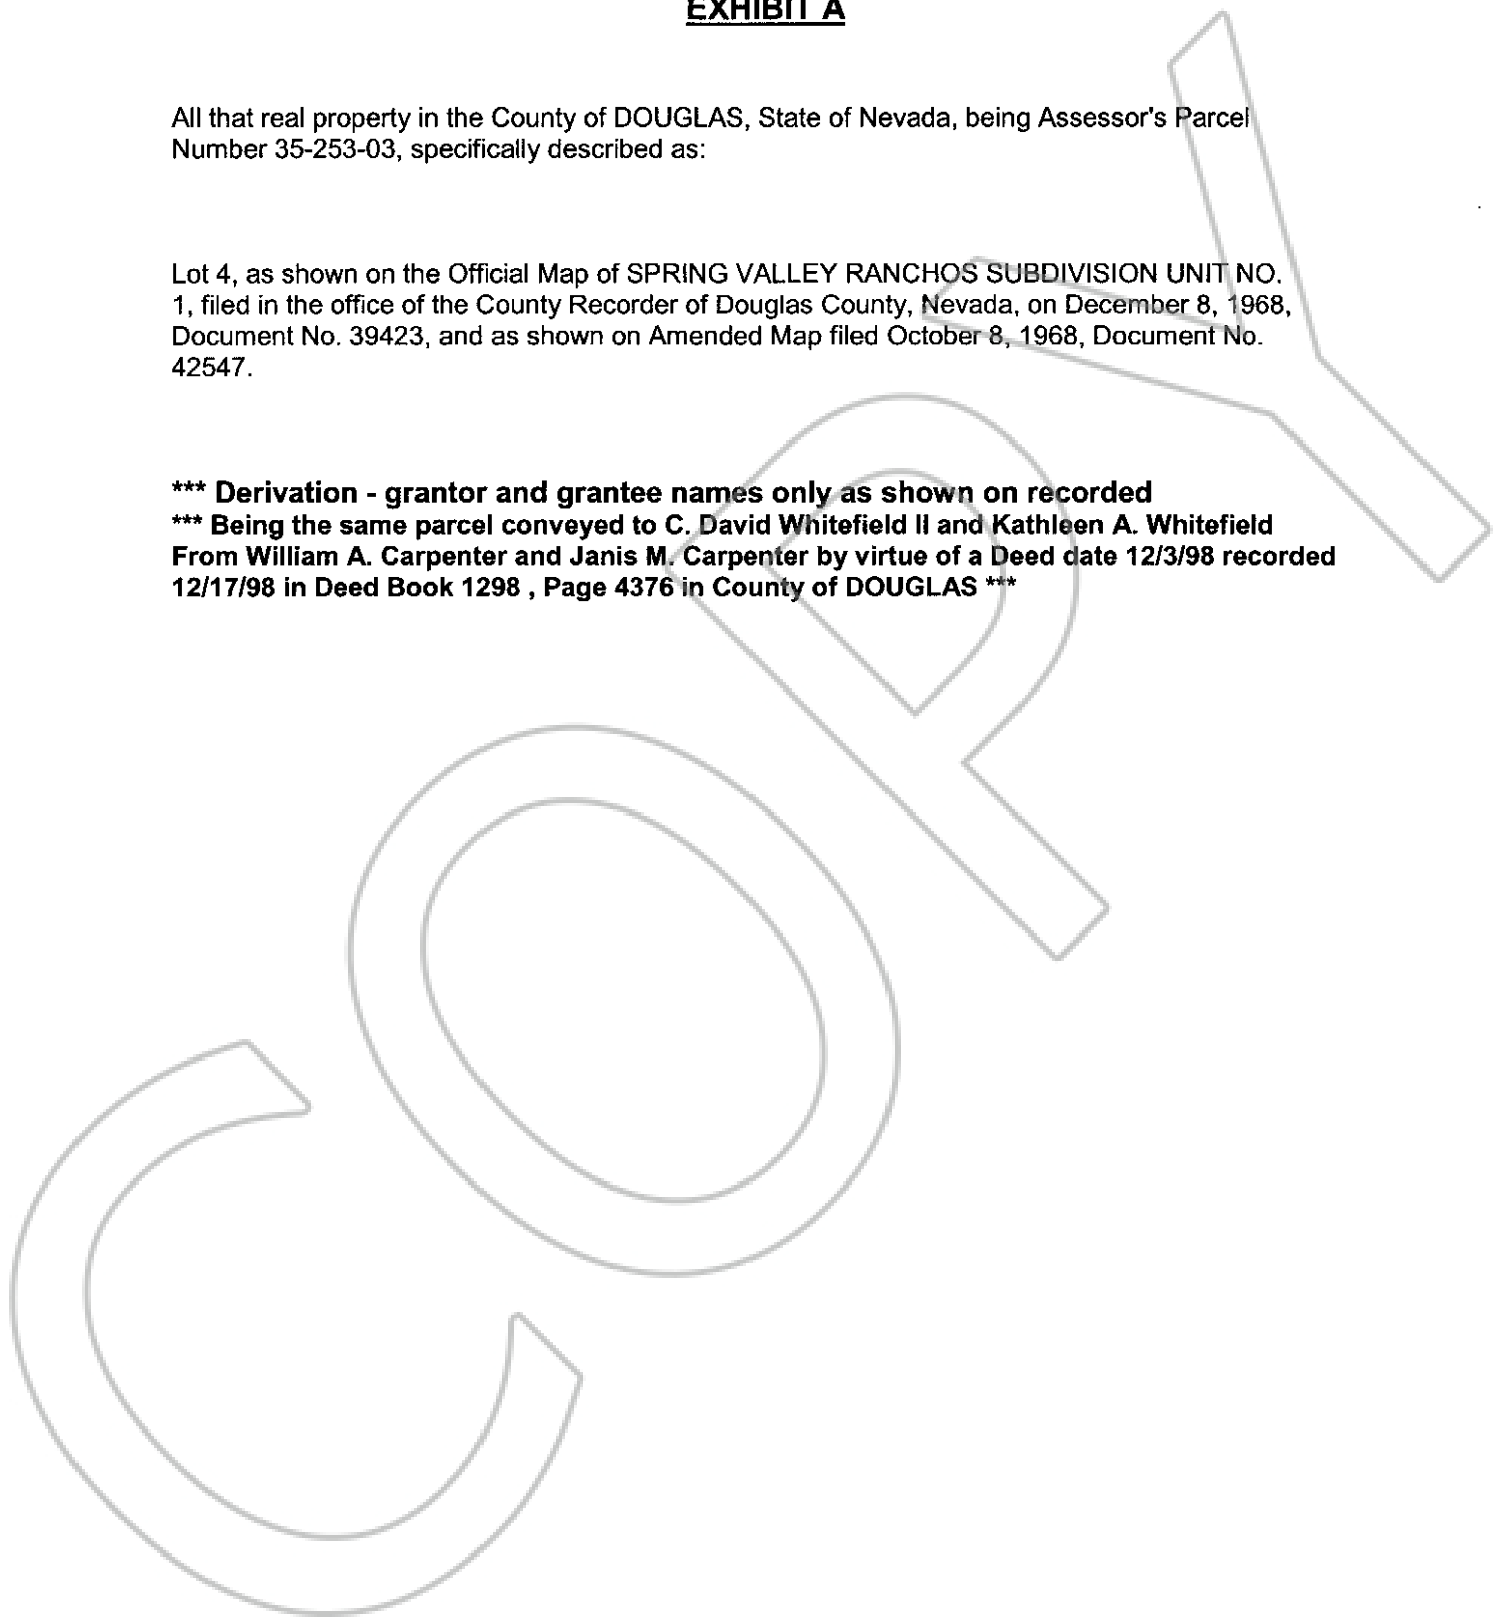 EXHIBIT A
All that real property in the County of DOUGLAS, State of Nevada, being Assessor's Parcel
Number 35-253-03, specifically described as:
Lot 4, as shown on the Official Map of SPRING VALLEY RANCHOS SUBDIVISION UNIT NO.
1, filed in the office of the County Recorder of Douglas County, Nevada, on December 8, 1968,
Document No. 39423, and as shown on Amended Map filed October 8, 1968, Document No.
42547.
*** Derivation - grantor and grantee names only as shown on recorded
*** Being the same parcel conveyed to C. David Whitefield II and Kathleen A. Whitefield
From William A. Carpenter and Janis M. Carpenter by virtue of a Deed date 12/3/98 recorded
12/17/98 in Deed Book 1298 , Page 4376 in County of DOUGLAS ***
COPY